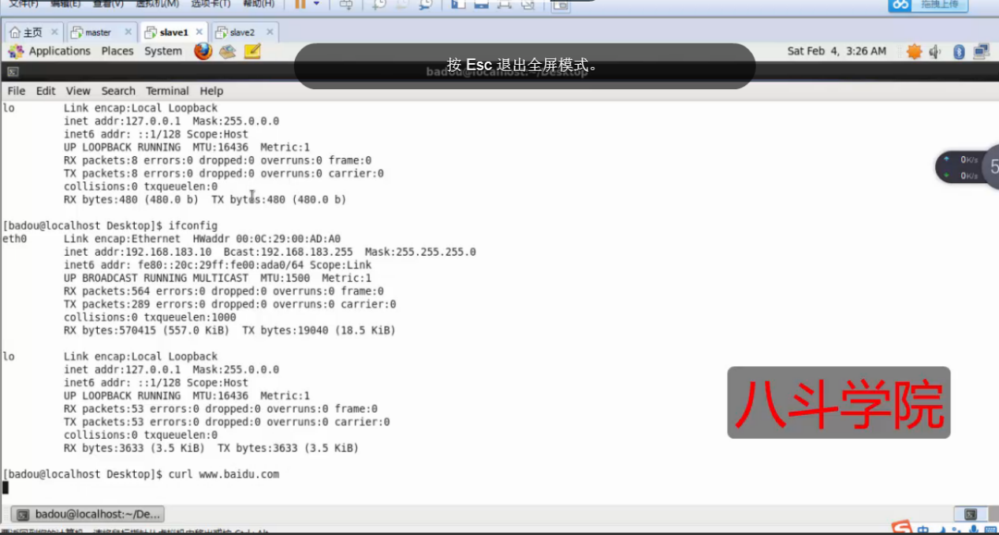 文件(F) 编辑(E) 查看(V) 虚拟机(M) 选项卡(T) 帮助(H)
拖拽上传
主页 × master × slave1 × slave2 ×
Applications Places System Sat Feb 4, 3:26 AM
按 Esc 退出全屏模式。
badou@localhost:~/Desktop
File Edit View Search Terminal Help
lo Link encap:Local Loopback
inet addr:127.0.0.1 Mask:255.0.0.0
inet6 addr: ::1/128 Scope:Host
UP LOOPBACK RUNNING MTU:16436 Metric:1
RX packets:8 errors:0 dropped:0 overruns:0 frame:0
TX packets:8 errors:0 dropped:0 overruns:0 carrier:0
collisions:0 txqueuelen:0
RX bytes:480 (480.0 b) TX bytes:480 (480.0 b)
[badou@localhost Desktop]$ ifconfig
eth0 Link encap:Ethernet HWaddr 00:0C:29:00:AD:A0
inet addr:192.168.183.10 Bcast:192.168.183.255 Mask:255.255.255.0
inet6 addr: fe80::20c:29ff:fe00:ada0/64 Scope:Link
UP BROADCAST RUNNING MULTICAST MTU:1500 Metric:1
RX packets:564 errors:0 dropped:0 overruns:0 frame:0
TX packets:289 errors:0 dropped:0 overruns:0 carrier:0
collisions:0 txqueuelen:1000
RX bytes:570415 (557.0 KiB) TX bytes:19040 (18.5 KiB)
lo Link encap:Local Loopback
inet addr:127.0.0.1 Mask:255.0.0.0
inet6 addr: ::1/128 Scope:Host
UP LOOPBACK RUNNING MTU:16436 Metric:1
RX packets:53 errors:0 dropped:0 overruns:0 frame:0
TX packets:53 errors:0 dropped:0 overruns:0 carrier:0
collisions:0 txqueuelen:0
RX bytes:3633 (3.5 KiB) TX bytes:3633 (3.5 KiB)
[badou@localhost Desktop]$ curl www.baidu.com
0K/s
0K/s
5
八斗学院
badou@localhost:~/De...
中